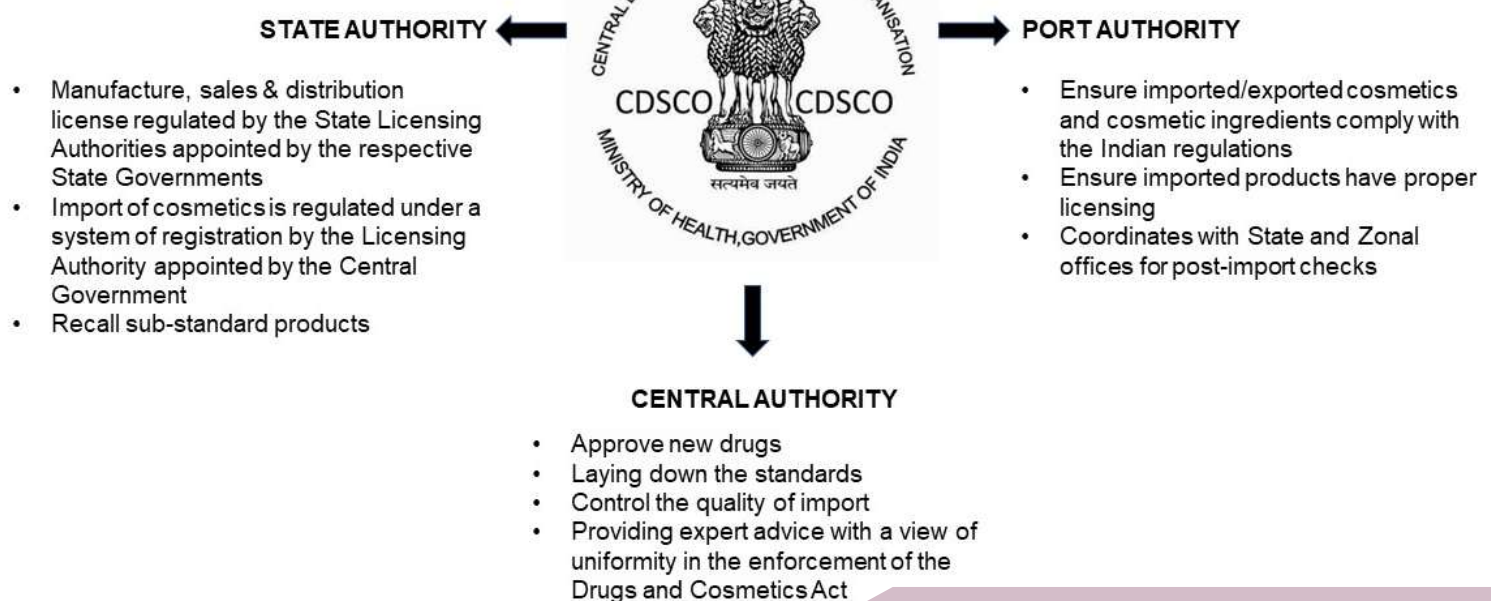 STATE AUTHORITY
• Manufacture, sales & distribution
license regulated by the State Licensing
Authorities appointed by the respective
State Governments
• Import of cosmetics is regulated under a
system of registration by the Licensing
Authority appointed by the Central
Government
• Recall sub-standard products
CENTRAL
CDSCO CDSCO
सत्यमेव जयते
MINISTRY OF HEALTH,GOVERNMENT OF INDIA
PORT AUTHORITY
• Ensure imported/exported cosmetics
and cosmetic ingredients comply with
the Indian regulations
• Ensure imported products have proper
licensing
• Coordinates with State and Zonal
offices for post-import checks
CENTRAL AUTHORITY
• Approve new drugs
• Laying down the standards
• Control the quality of import
• Providing expert advice with a view of
uniformity in the enforcement of the
Drugs and Cosmetics Act